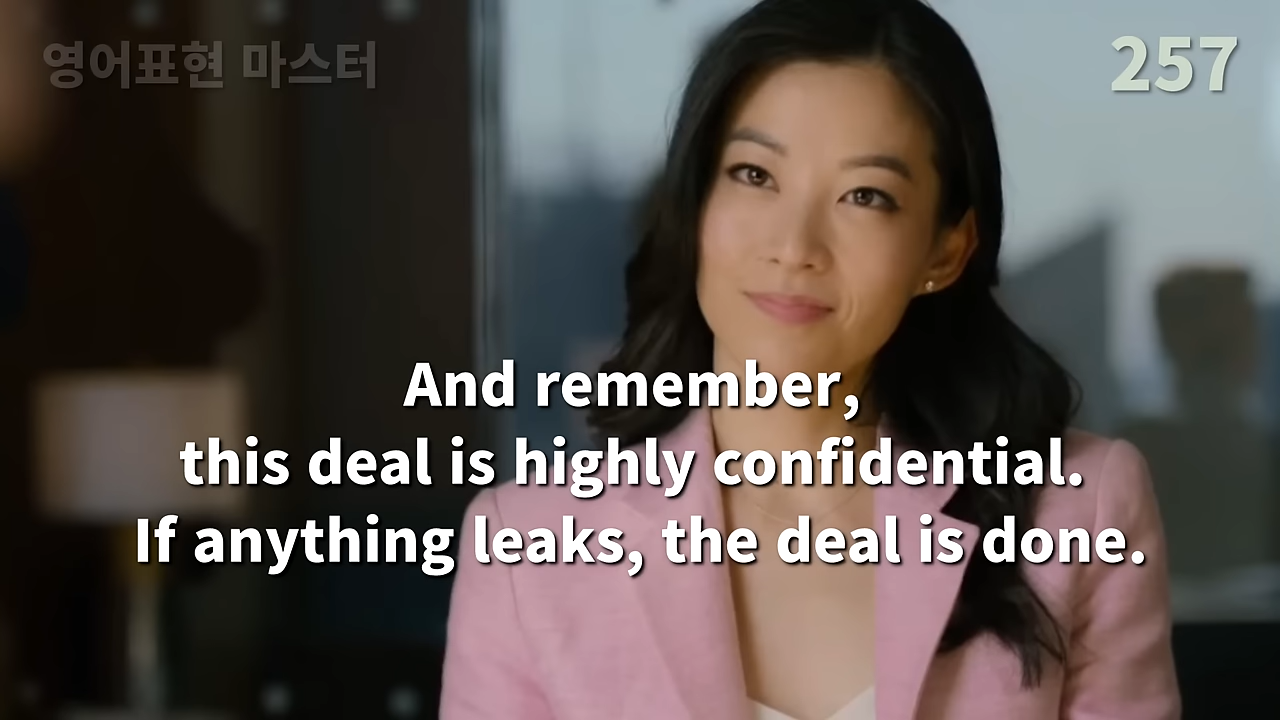 영어표현 마스터
257
And remember,
this deal is highly confidential.
If anything leaks, the deal is done.